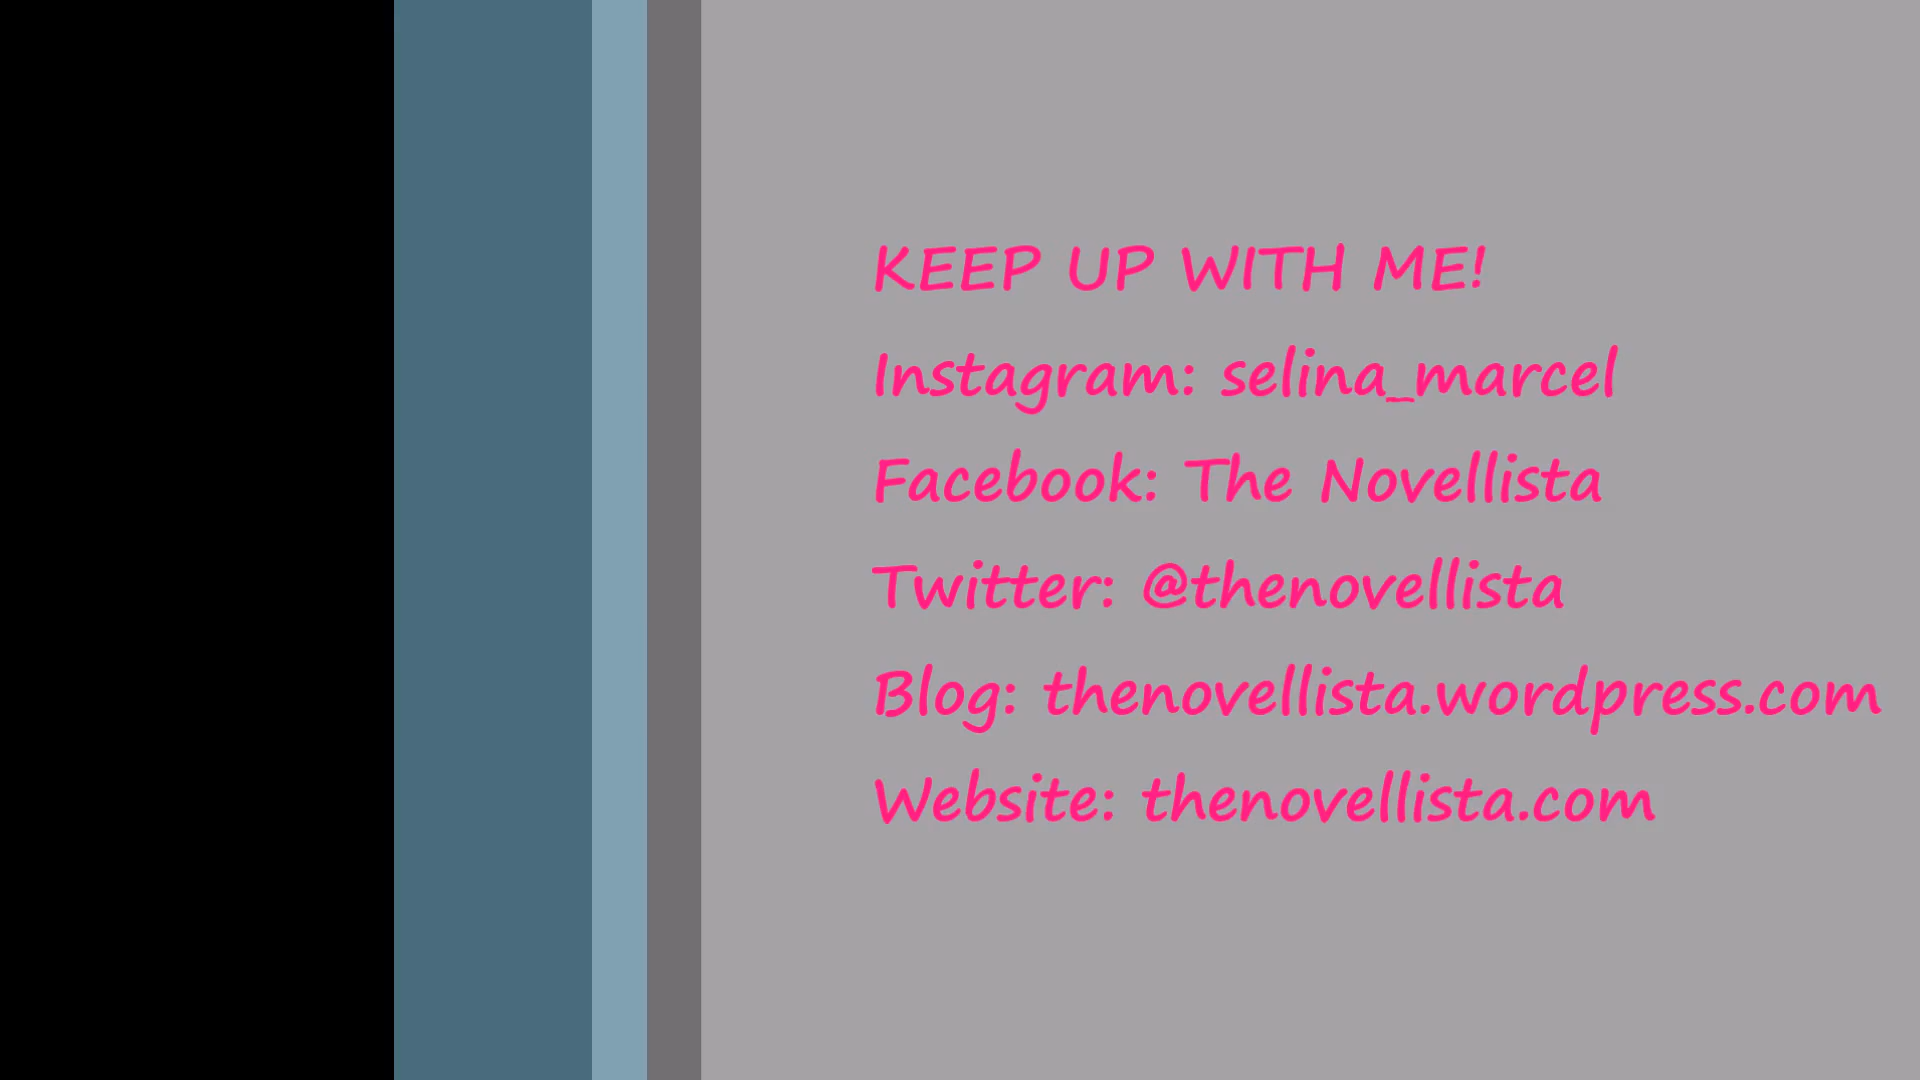 KEEP UP WITH ME!
Instagram: selina_marcel
Facebook: The Novellista
Twitter: @thenovellista
Blog: thenovellista.wordpress.com
Website: thenovellista.com